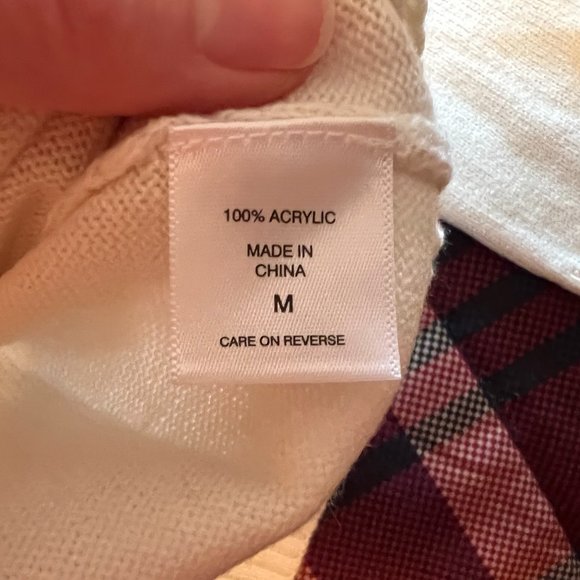 100% ACRYLIC
MADE IN
CHINA
M
CARE ON REVERSE